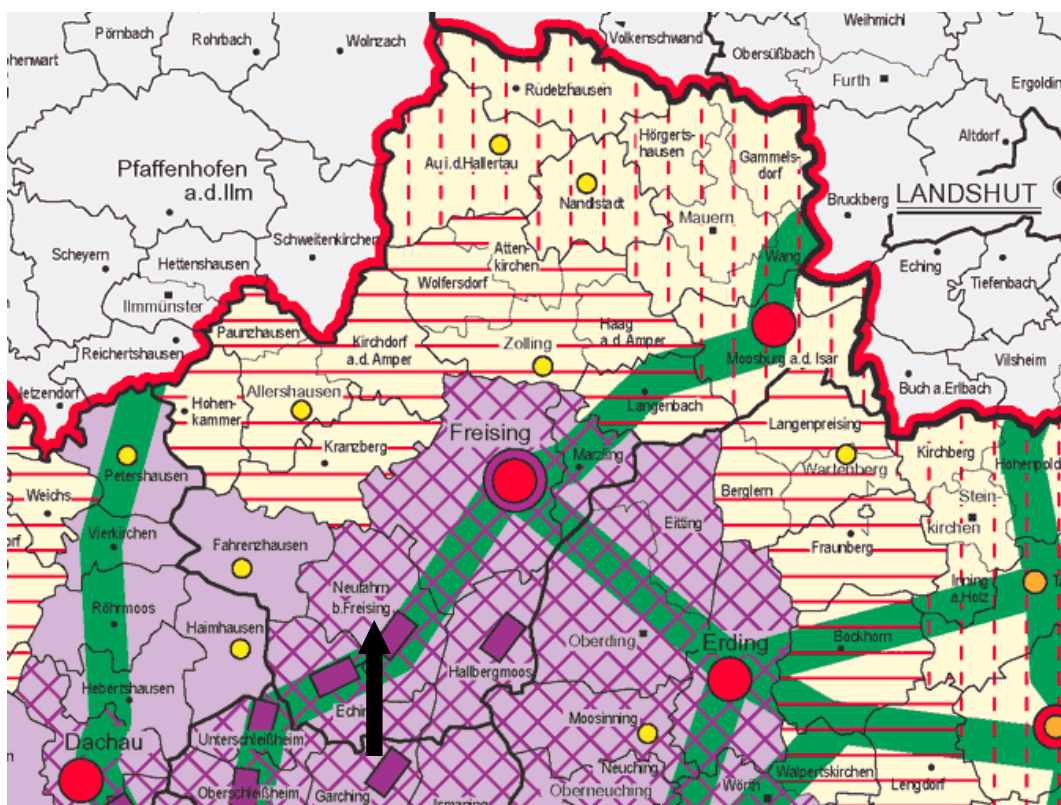 Pörnbach
Rohrbach
Wolnzach
Volkenschwand
Weihmichl
Obersüßbach
Furth
Ergolding
Rudelzhausen
Altdorf
Hörgerts-
hausen
Au i.d.Hallertau
Gammels-
dorf
Pfaffenhofen
a.d.Ilm
Nandlstadt
Bruckberg
LANDSHUT
Mauern
Scheyern
Schweitenkirchen
Hettenshausen
Atten-
kirchen
Wang
Eching
Tiefenbach
Wolfersdorf
Ilmmünster
Paunzhausen
Kirchdorf
a.d. Amper
Haag
a.d. Amper
Zolling
Reichertshausen
Moosburg a.d. Isar
Vilsheim
Buch a.Erlbach
Allershausen
Hohen-
kammer
Langenbach
Langenpreising
Kranzberg
Freising
Marzling
Kirchberg
Wartenberg
Petershausen
Weichs
Berglern
Stein-
kirchen
Eitting
Vierkirchen
Fahrenzhausen
Fraunberg
Neufahrn
b.Freising
Inning
a.Holz
Röhrmoos
Haimhausen
Oberding
Erding
Bockhorn
Hallbergmoos
Hebertshausen
Moosinning
Unterschleißheim
Dachau
Neuching
Oberneuching
Walpertskirchen
Lengdorf
Wörth
Oberschleißheim
Garching